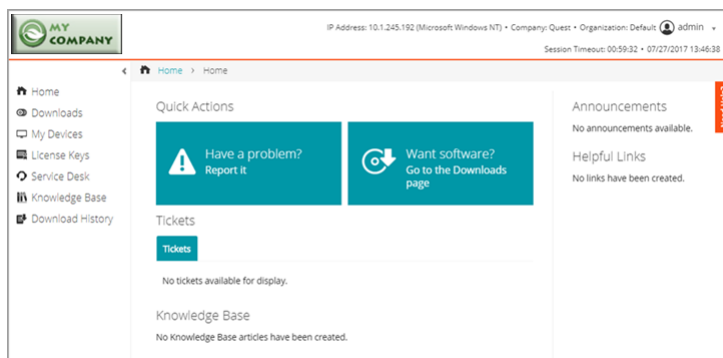 MY
COMPANY
IP Address: 10.1.245.192 (Microsoft Windows NT) • Company: Quest • Organization: Default admin
Session Timeout: 00:59:32 • 07/27/2017 13:46:38
Home › Home
Home
Downloads
My Devices
License Keys
Service Desk
Knowledge Base
Download History
Quick Actions
Have a problem?
Report it
Want software?
Go to the Downloads
page
Tickets
Tickets
No tickets available for display.
Knowledge Base
No Knowledge Base articles have been created.
Announcements
No announcements available.
Helpful Links
No links have been created.